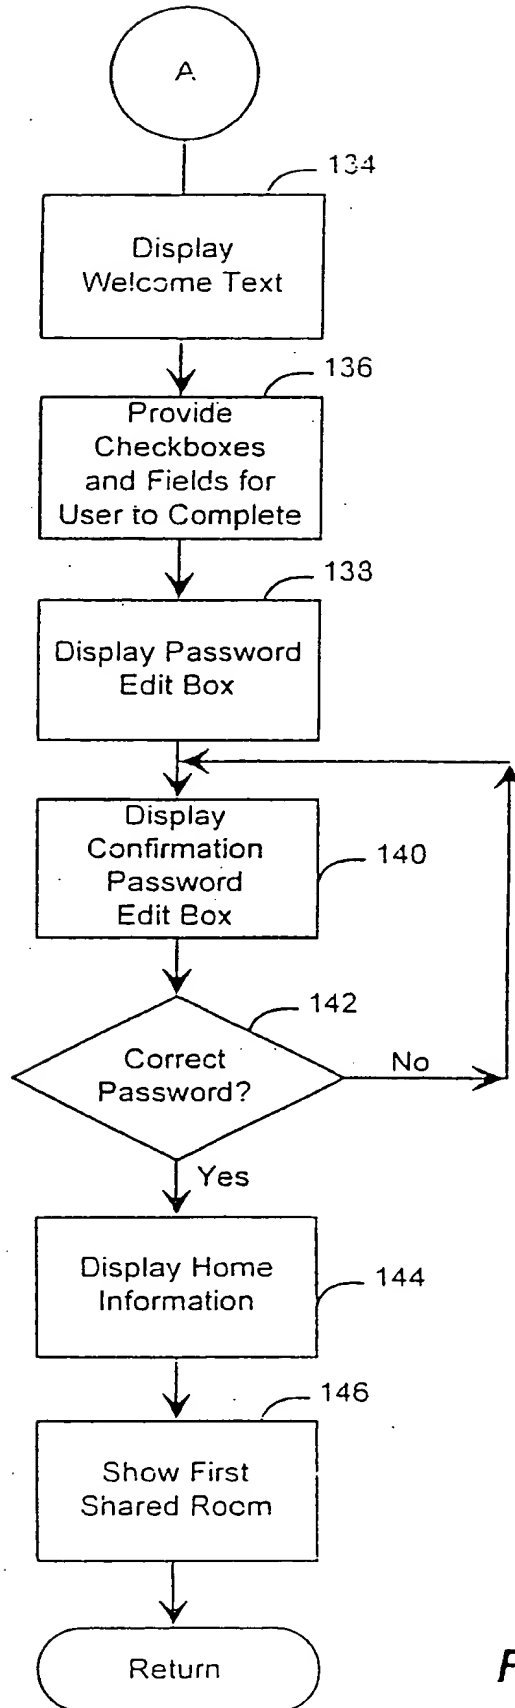 A
134
Display
Welcome Text
136
Provide
Checkboxes
and Fields for
User to Complete
138
Display Password
Edit Box
Display
Confirmation
Password
Edit Box
140
142
Correct
Password?
No
Yes
Display Home
Information
144
146
Show First
Shared Room
Return
F